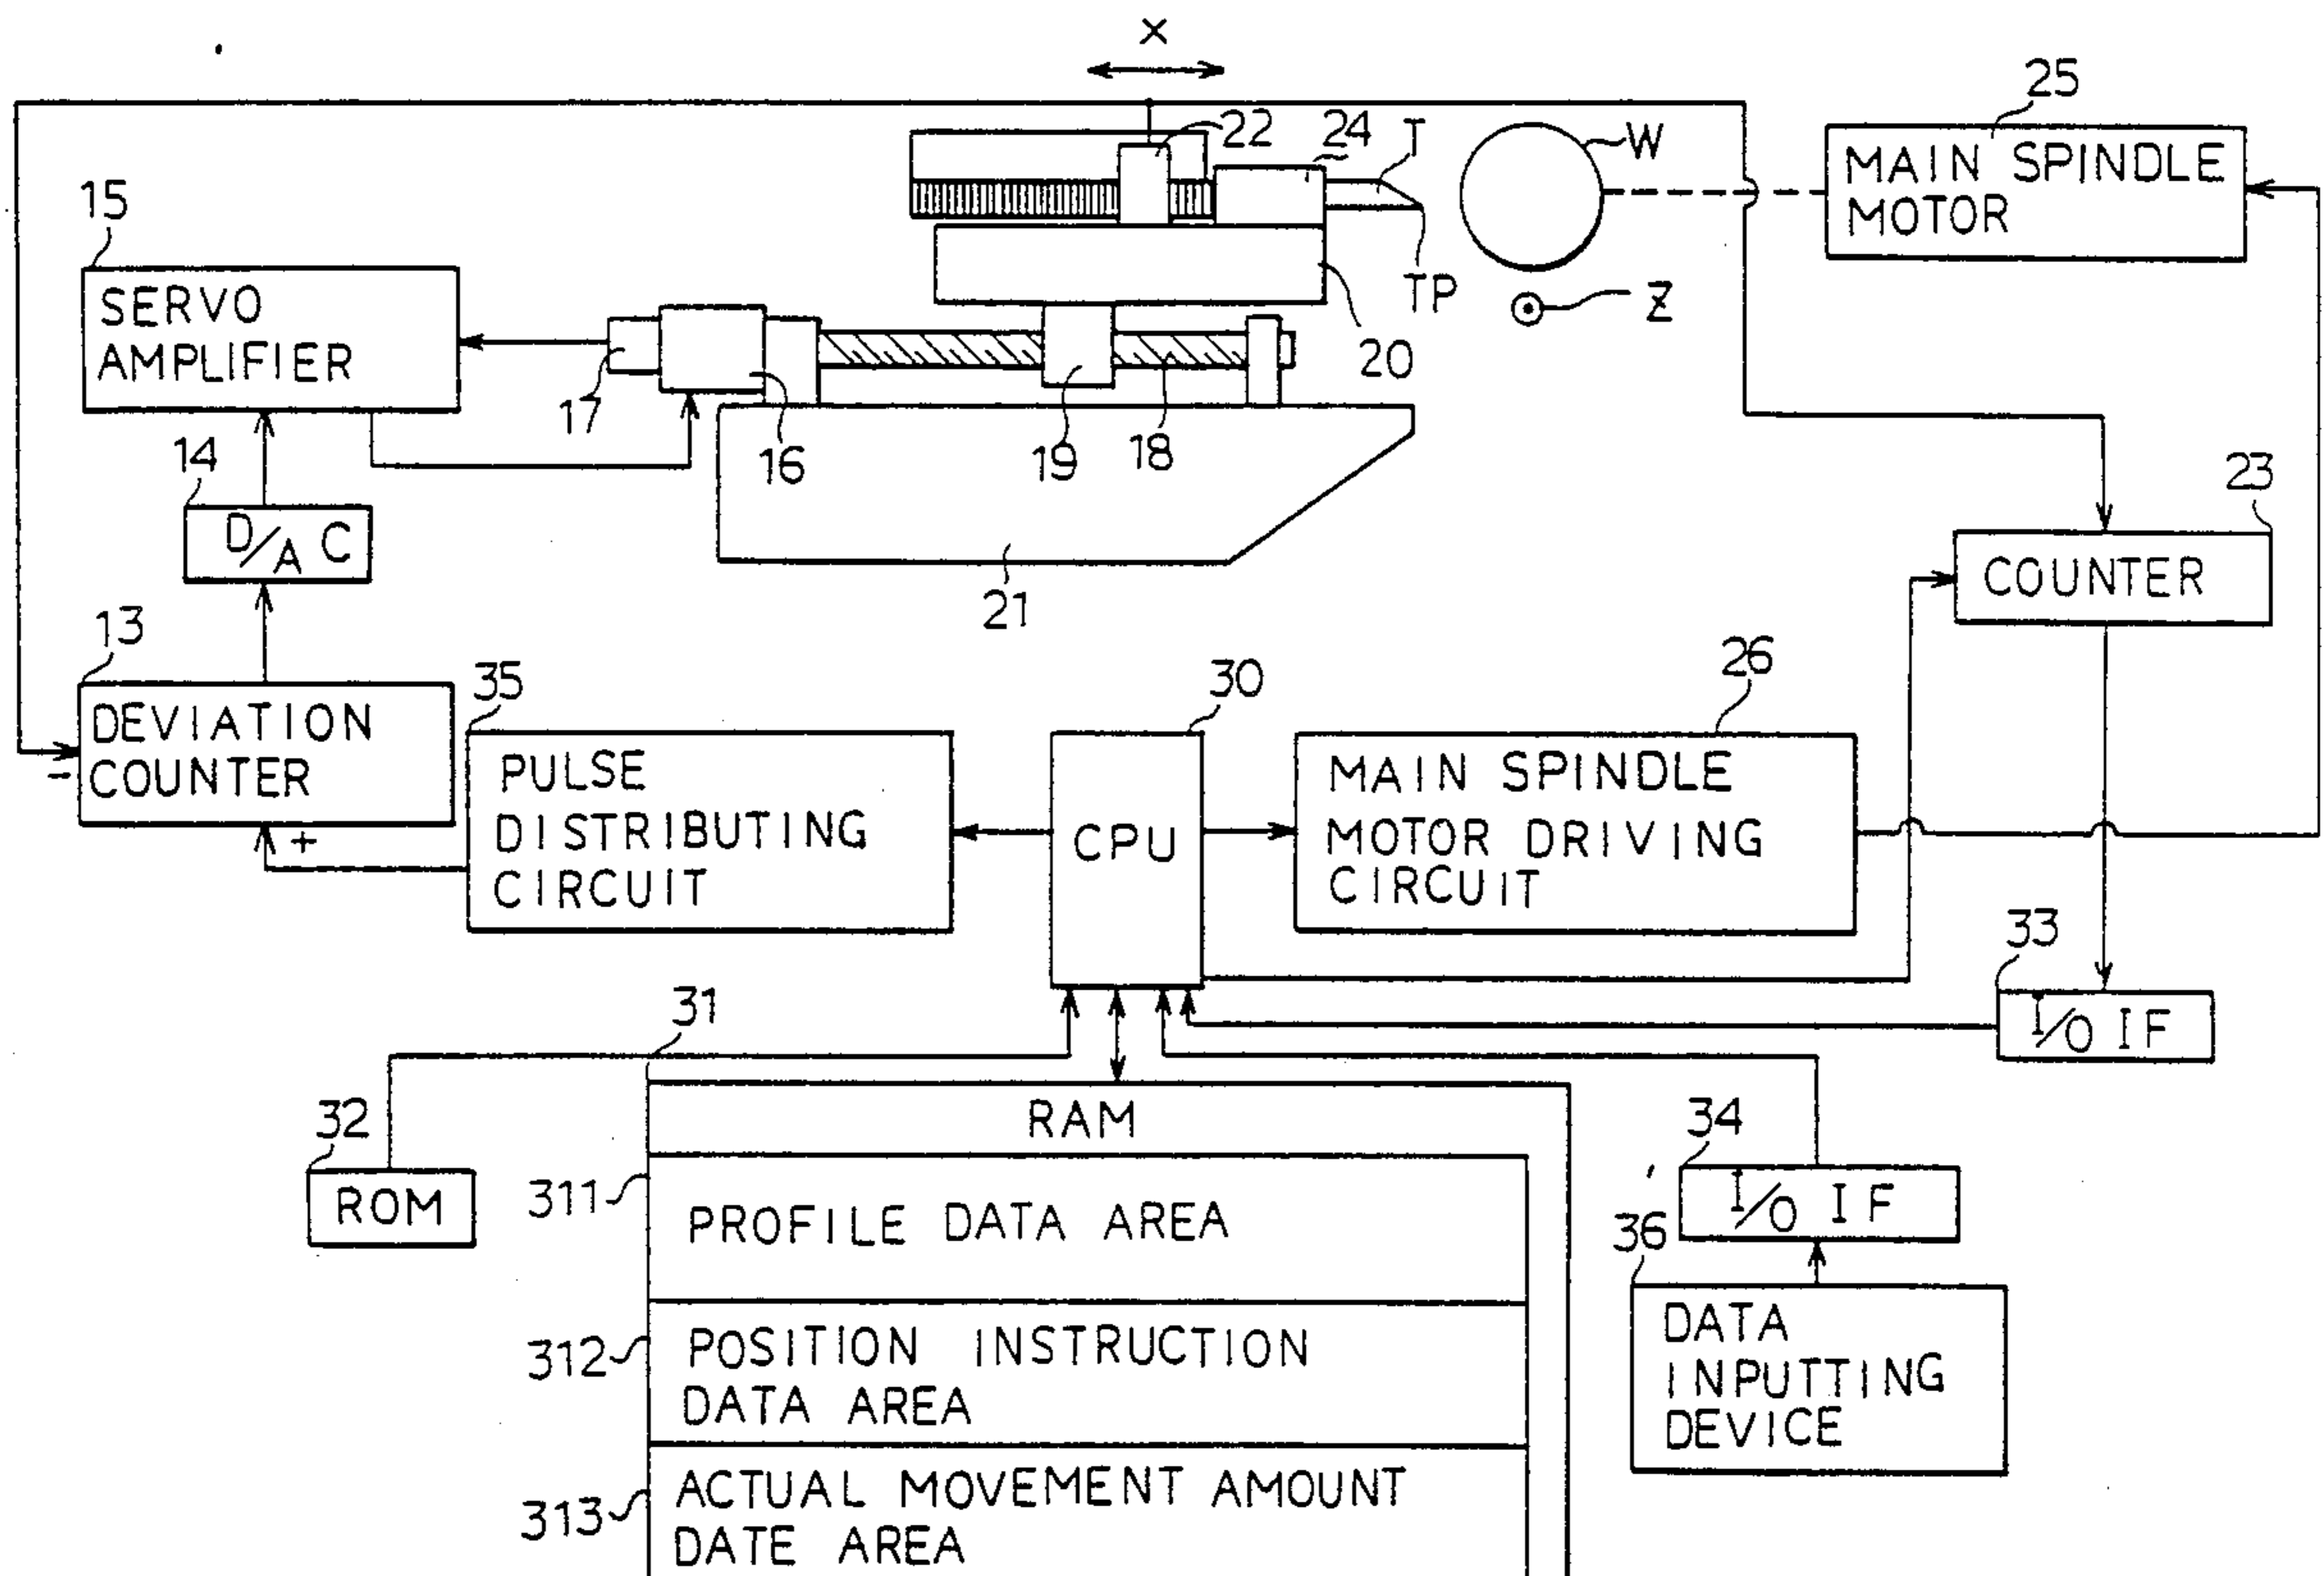 X
25
22
24
T
W
MAIN SPINDLE
MOTOR
15
SERVO
AMPLIFIER
TP
Z
20
17
16
19
18
14
D/A C
21
23
COUNTER
13
DEVIATION
COUNTER
-
+
35
PULSE
DISTRIBUTING
CIRCUIT
30
CPU
26
MAIN SPINDLE
MOTOR DRIVING
CIRCUIT
33
I/O IF
31
32
ROM
RAM
311
PROFILE DATA AREA
312
POSITION INSTRUCTION
DATA AREA
313
ACTUAL MOVEMENT AMOUNT
DATE AREA
34
I/O IF
36
DATA
INPUTTING
DEVICE